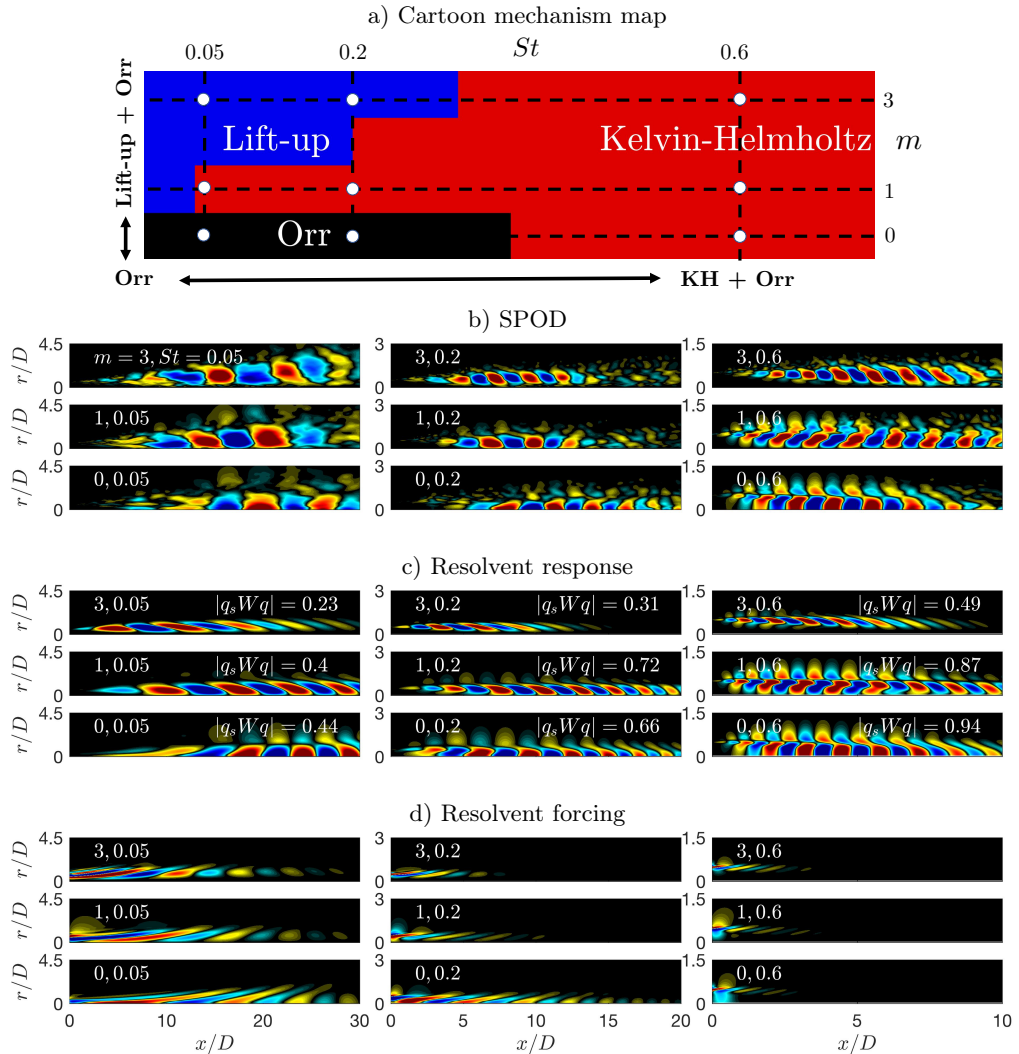 a) Cartoon mechanism map
0.05 0.2 St 0.6
Lift-up + Orr
3
Lift-up Kelvin-Helmholtz m
1
Orr 0
Orr KH + Orr
b) SPOD
r/D 4.5 0 m = 3, St = 0.05 3 0 3, 0.2 1.5 0 3, 0.6
r/D 4.5 0 1, 0.05 3 0 1, 0.2 1.5 0 1, 0.6
r/D 4.5 0 0, 0.05 3 0 0, 0.2 1.5 0 0, 0.6
c) Resolvent response
r/D 4.5 0 3, 0.05 |q_sWq| = 0.23 3 0 3, 0.2 |q_sWq| = 0.31 1.5 0 3, 0.6 |q_sWq| = 0.49
r/D 4.5 0 1, 0.05 |q_sWq| = 0.4 3 0 1, 0.2 |q_sWq| = 0.72 1.5 0 1, 0.6 |q_sWq| = 0.87
r/D 4.5 0 0, 0.05 |q_sWq| = 0.44 3 0 0, 0.2 |q_sWq| = 0.66 1.5 0 0, 0.6 |q_sWq| = 0.94
d) Resolvent forcing
r/D 4.5 0 3, 0.05 3 0 3, 0.2 1.5 0 3, 0.6
r/D 4.5 0 1, 0.05 3 0 1, 0.2 1.5 0 1, 0.6
r/D 4.5 0 0, 0.05 3 0 0, 0.2 1.5 0 0, 0.6
0 10 20 30 0 5 10 15 20 0 5 10
x/D x/D x/D